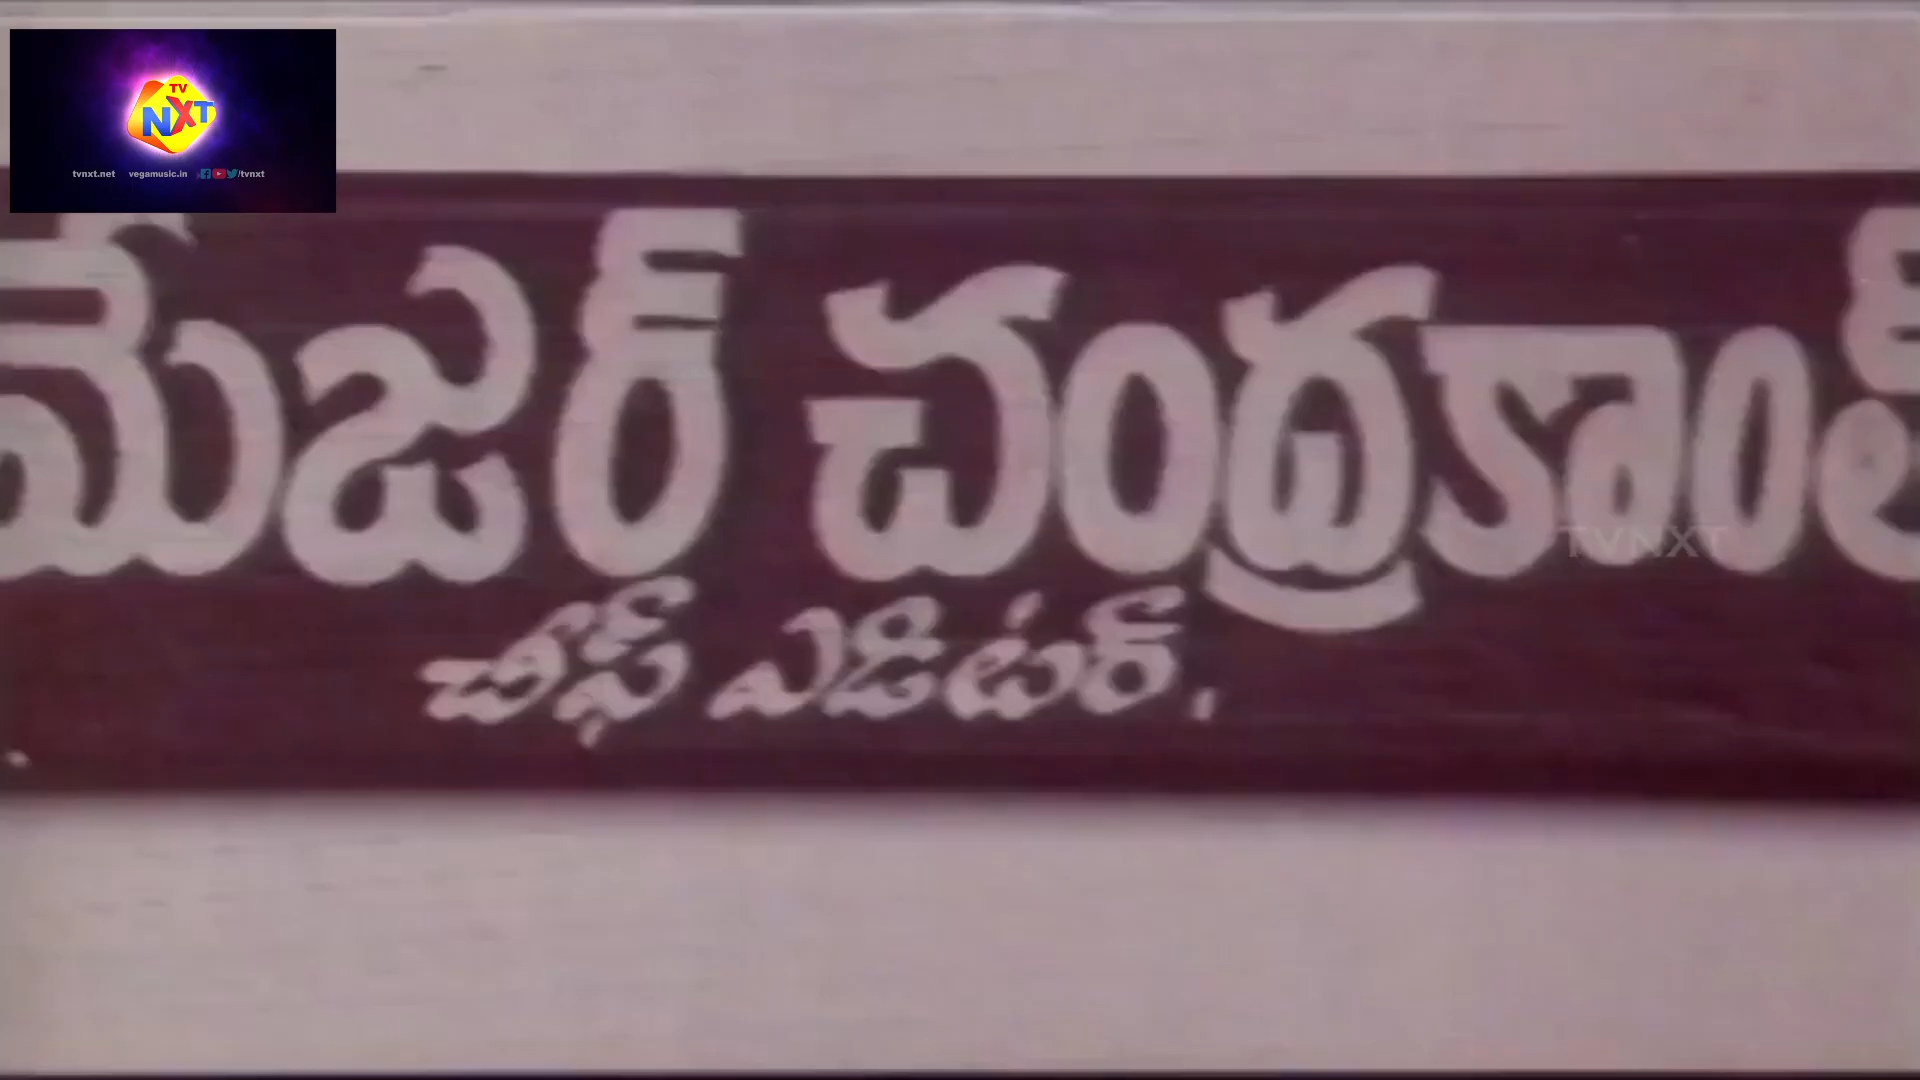 TV
NXT
tvnxt.net vegamusic.in /tvnxt
మేజర్ చంద్రకాంత్
TVNXT
చీఫ్ ఎడిటర్.